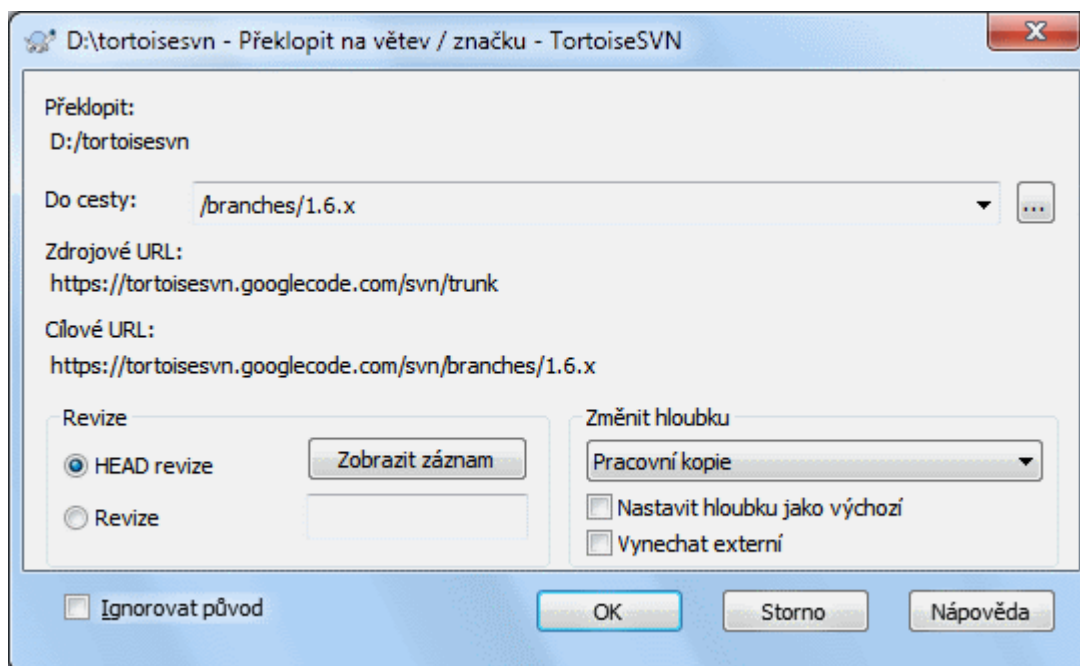 D:\tortoisesvn - Překlopit na větev / značku - TortoiseSVN
Překlopit:
D:/tortoisesvn
Do cesty: /branches/1.6.x ...
Zdrojové URL:
https://tortoisesvn.googlecode.com/svn/trunk
Cílové URL:
https://tortoisesvn.googlecode.com/svn/branches/1.6.x
Revize
HEAD revize Zobrazit záznam
Revize
Změnit hloubku
Pracovní kopie
Nastavit hloubku jako výchozí
Vynechat externí
Ignorovat původ OK Storno Nápověda